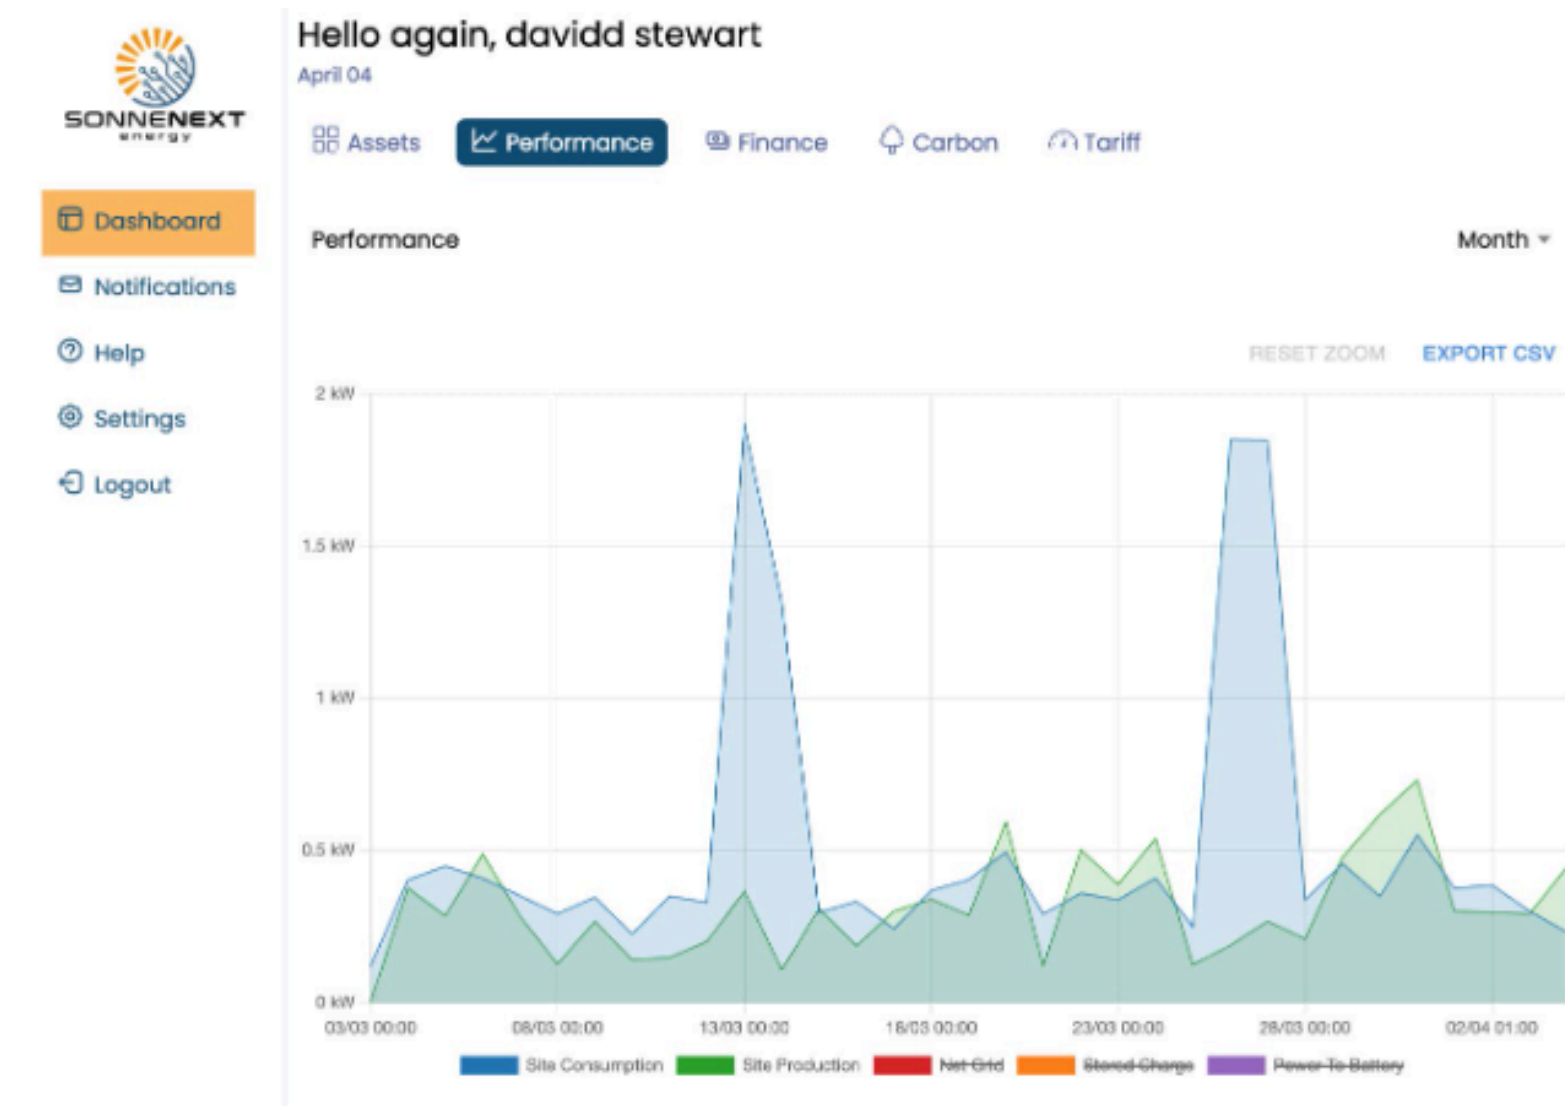 SONNENEXT
energy
Hello again, davidd stewart
April 04
Assets
Performance
Finance
Carbon
Tariff
Dashboard
Notifications
Help
Settings
Logout
Performance
Month
RESET ZOOM
EXPORT CSV
2 kW
1.5 kW
1 kW
0.5 kW
0 kW
03/03 00:00
08/03 00:00
13/03 00:00
18/03 00:00
23/03 00:00
28/03 00:00
02/04 01:00
Site Consumption
Site Production
Net Grid
Stored Charge
Power To Battery